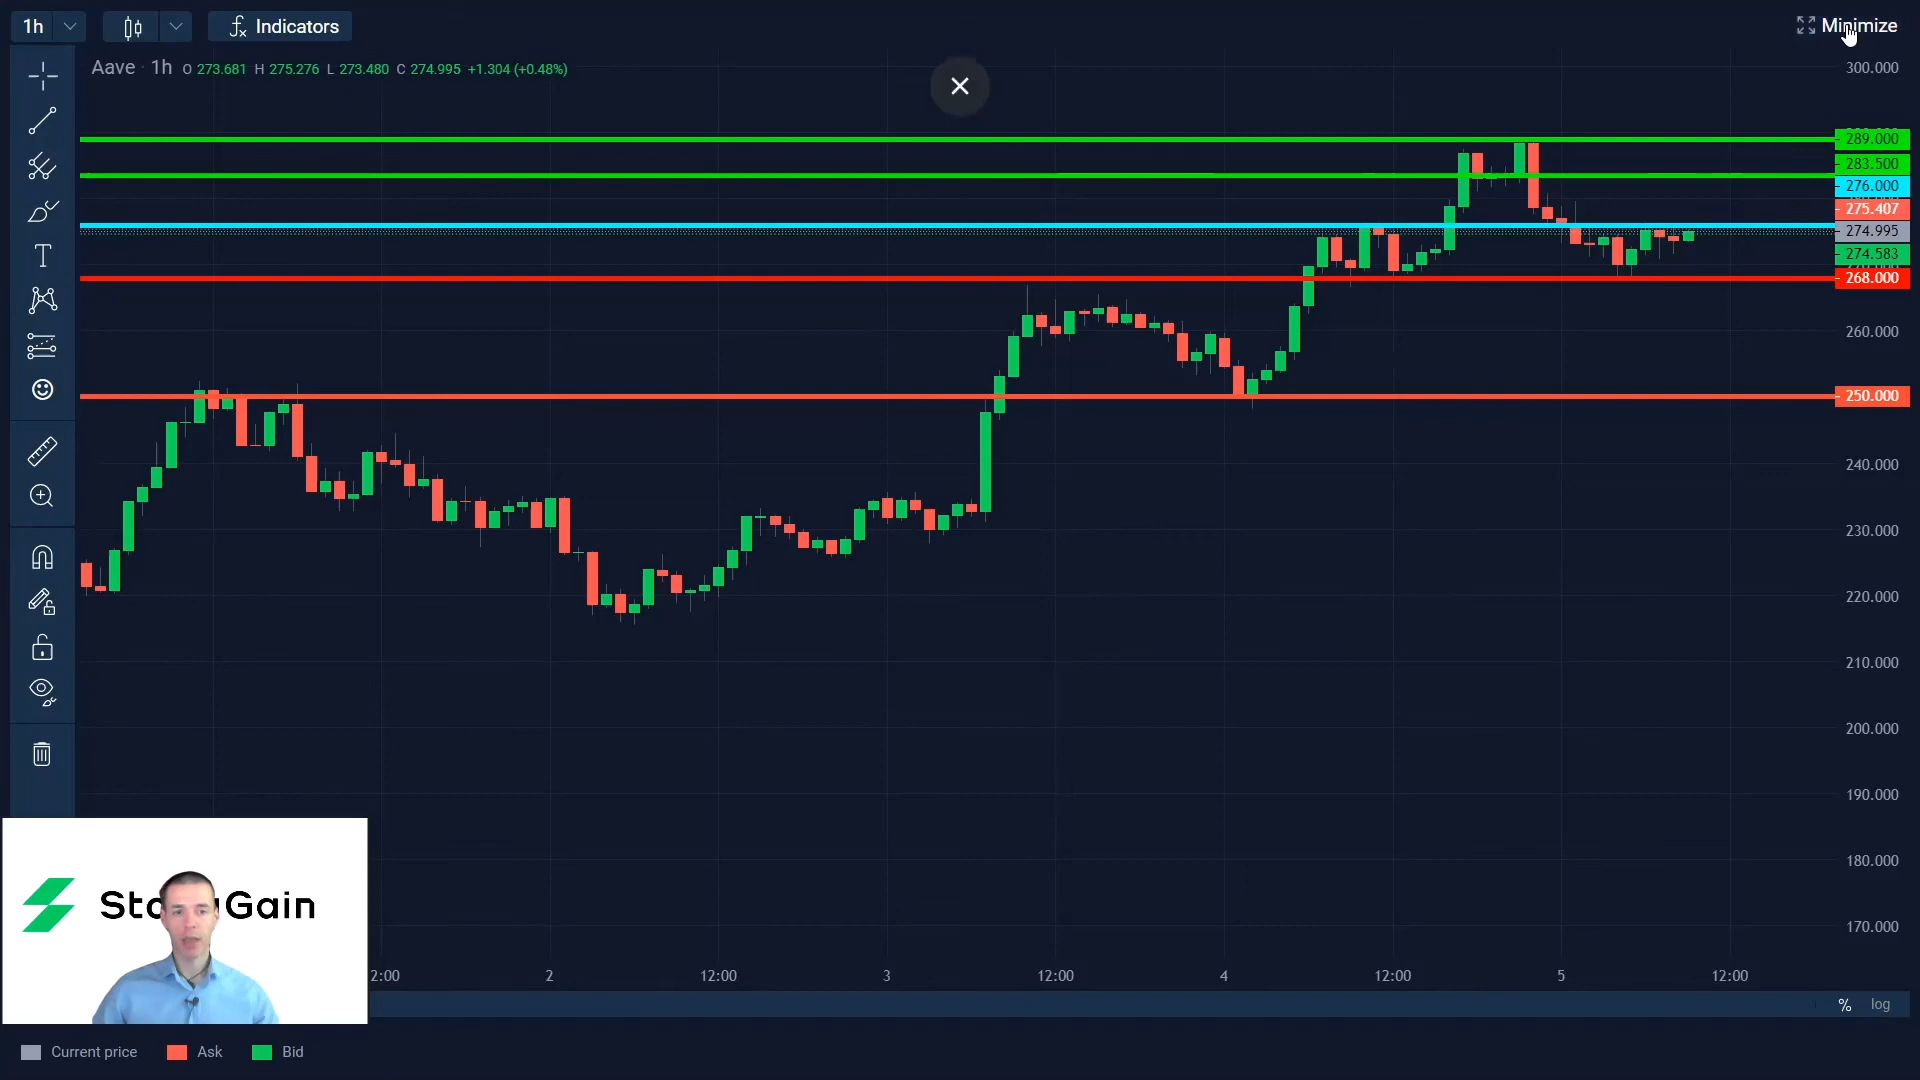 1h
Indicators
Minimize
Aave · 1h O 273.681 H 275.276 L 273.480 C 274.995 +1.304 (+0.48%)
300.000
289.000
283.500
276.000
275.407
274.995
274.583
268.000
260.000
250.000
240.000
230.000
220.000
210.000
200.000
190.000
180.000
170.000
Gain
2:00 2 12:00 3 12:00 4 12:00 5 12:00
% log
Current price Ask Bid